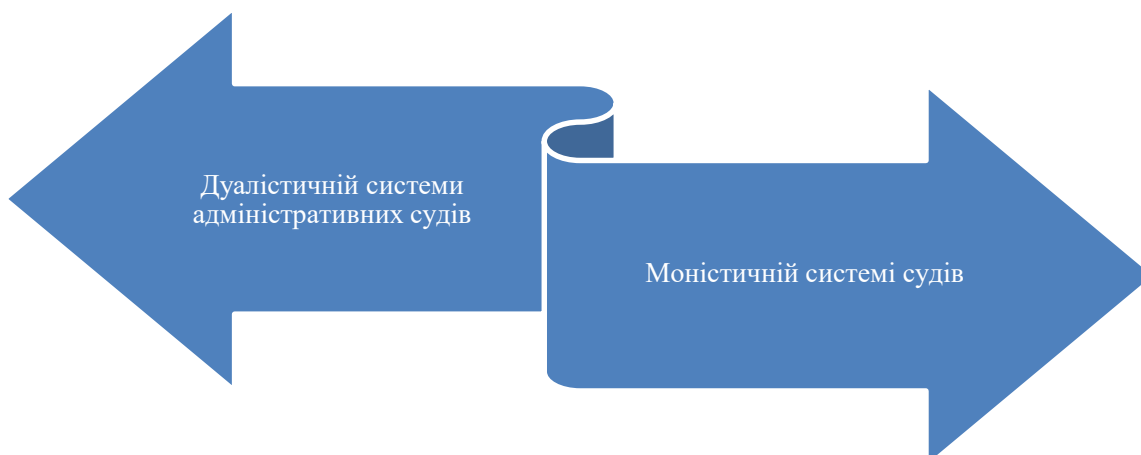 Дуалістичній системи
адміністративних судів
Моністичній системі судів